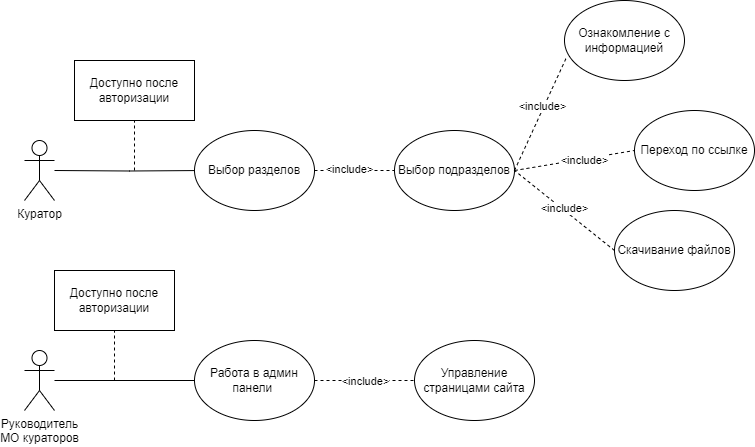 Ознакомление с
информацией
Доступно после
авторизации
<include>
Переход по ссылке
<include>
Выбор разделов
<include>
Выбор подразделов
<include>
Куратор
Скачивание файлов
Доступно после
авторизации
Работа в админ
панели
<include>
Управление
страницами сайта
Руководитель
МО кураторов